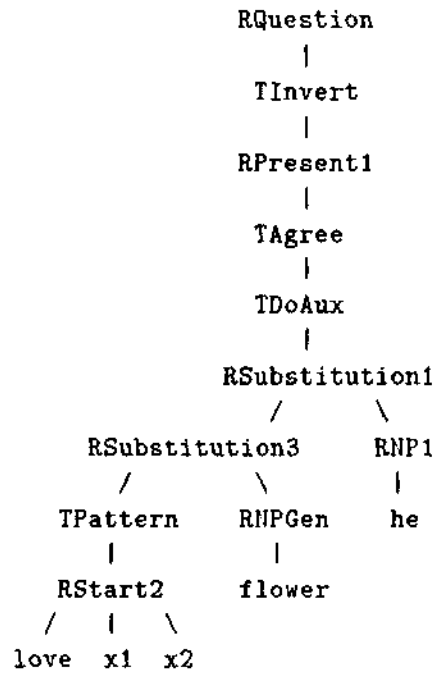 RQuestion
TInvert
RPresent1
TAgree
TDoAux
RSubstitution1
RSubstitution3 RNP1
TPattern RNPGen he
RStart2 flower
love x1 x2